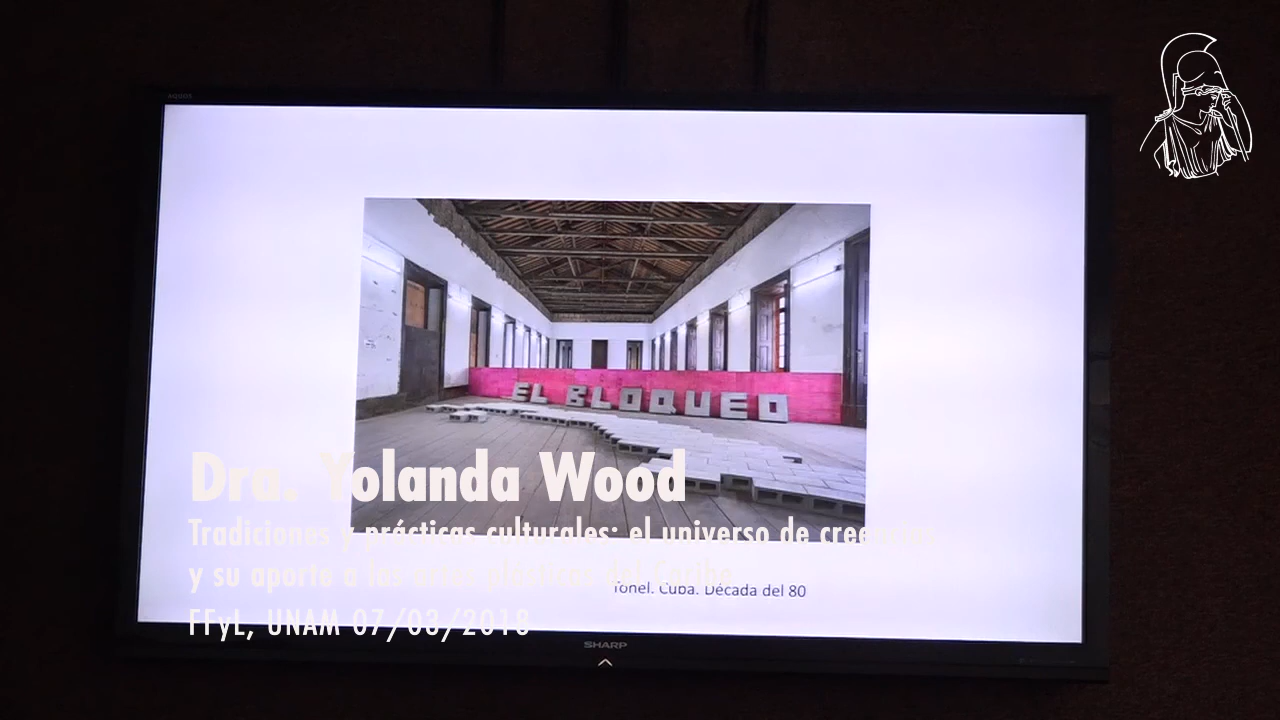 AQUOS
EL BLOQUEO
Dra. Yolanda Wood
Tradiciones y prácticas culturales: el universo de creencias
y su aporte a las artes plásticas del Caribe
Tonel. Cuba. Década del 80
FFyL, UNAM 07/03/2018
SHARP